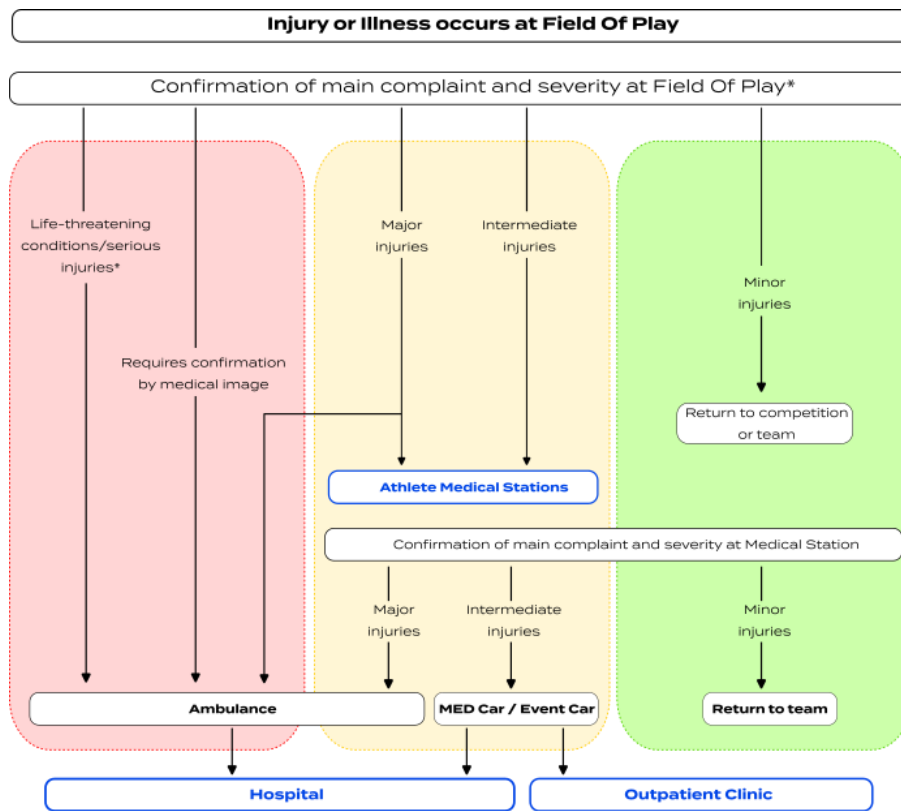 Injury or Illness occurs at Field Of Play
Confirmation of main complaint and severity at Field Of Play*
Life-threatening
conditions/serious
injuries*
Major
injuries
Intermediate
injuries
Minor
injuries
Requires confirmation
by medical image
Return to competition
or team
Athlete Medical Stations
Confirmation of main complaint and severity at Medical Station
Major
injuries
Intermediate
injuries
Minor
injuries
Ambulance
MED Car / Event Car
Return to team
Hospital
Outpatient Clinic